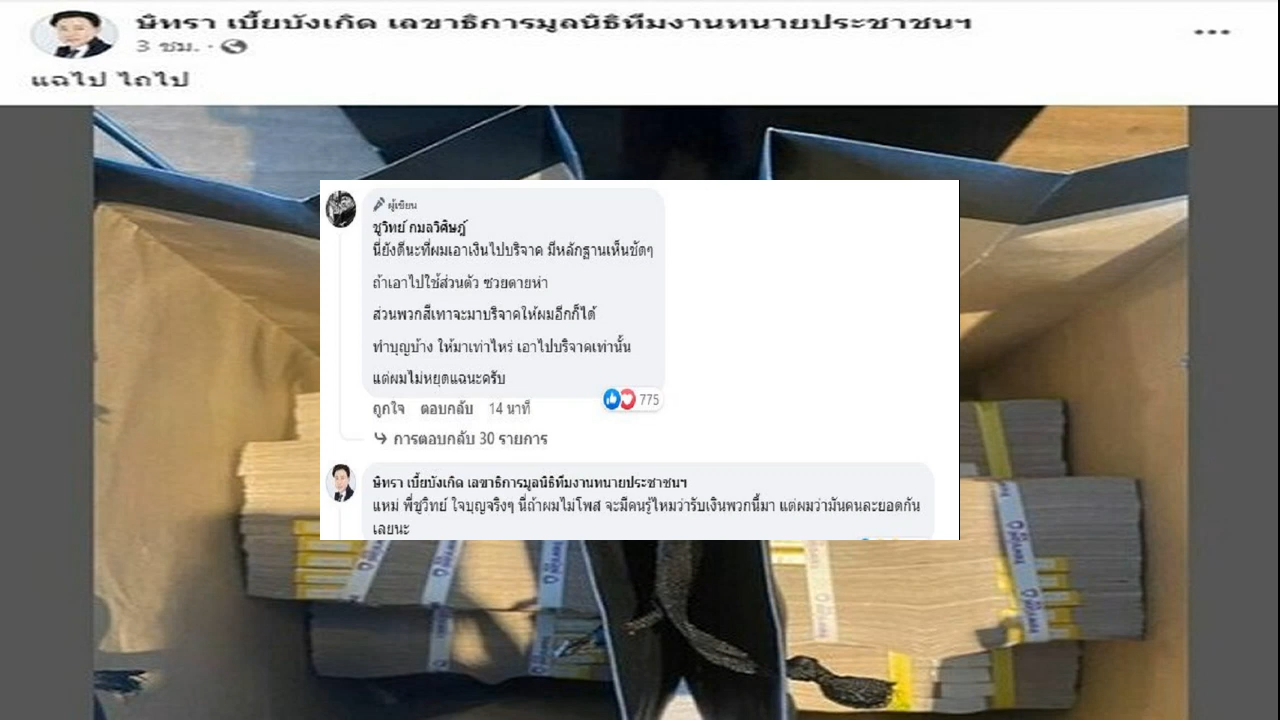 ษิทรา เบี้ยบังเกิด เลขาธิการมูลนิธิทีมงานทนายประชาชนฯ
3 ชม.
แฉไป ไถไป
ผู้เขียน
ชูวิทย์ กมลวิศิษฎ์
นี่ยังดีนะที่ผมเอาเงินไปบริจาค มีหลักฐานเห็นชัดๆ
ถ้าเอาไปใช้ส่วนตัว ซวยตายห่า
ส่วนพวกสีเทาจะมาบริจาคให้ผมอีกก็ได้
ทำบุญบ้าง ให้มาเท่าไหร่ เอาไปบริจาคเท่านั้น
แต่ผมไม่หยุดแฉนะครับ
775
ถูกใจ ตอบกลับ 14 นาที
การตอบกลับ 30 รายการ
ษิทรา เบี้ยบังเกิด เลขาธิการมูลนิธิทีมงานทนายประชาชนฯ
แหม่ พี่ชูวิทย์ ใจบุญจริงๆ นี่ถ้าผมไม่โพส จะมีคนรู้ไหมว่ารับเงินพวกนี้มา แต่ผมว่ามันคนละยอดกัน
เลยนะ